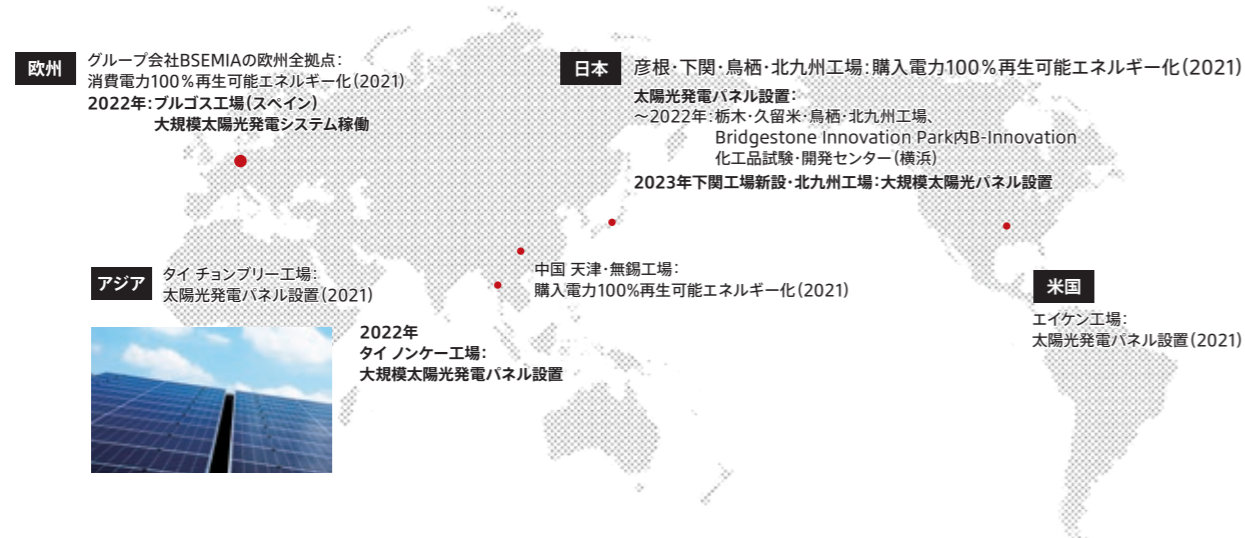 欧州
グループ会社BSEMIAの欧州全拠点：
消費電力100％再生可能エネルギー化（2021）
2022年：ブルゴス工場（スペイン）
大規模太陽光発電システム稼働
日本
彦根・下関・鳥栖・北九州工場：購入電力100％再生可能エネルギー化（2021）
太陽光発電パネル設置：
～2022年：栃木・久留米・鳥栖・北九州工場、
Bridgestone Innovation Park内B-Innovation
化工品試験・開発センター（横浜）
2023年下関工場新設・北九州工場：大規模太陽光パネル設置
アジア
タイ チョンブリー工場：
太陽光発電パネル設置（2021）
2022年
タイ ノンケー工場：
大規模太陽光発電パネル設置
中国 天津・無錫工場：
購入電力100%再生可能エネルギー化（2021）
米国
エイケン工場：
太陽光発電パネル設置（2021）